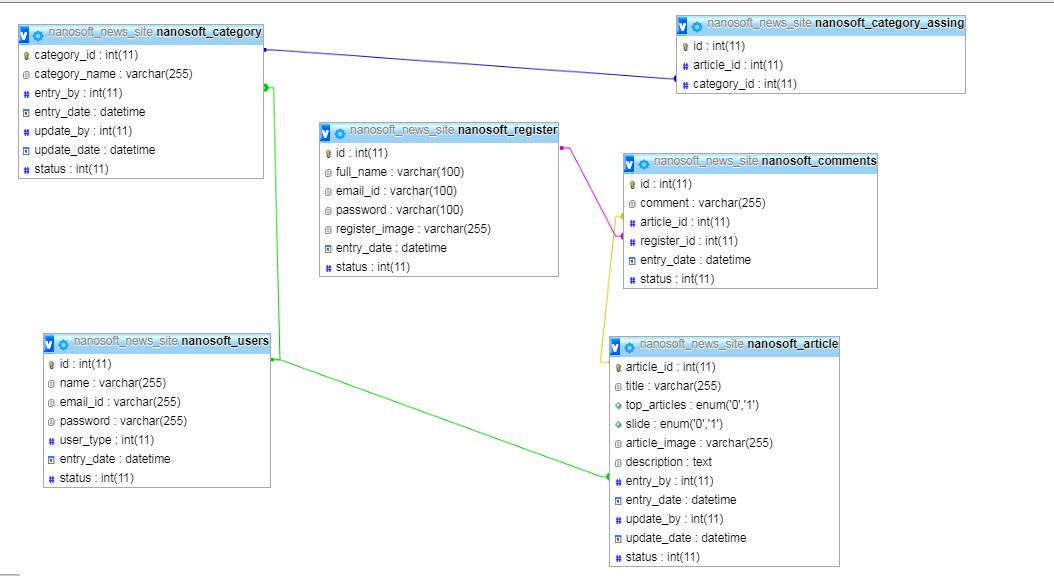 nanosoft_news_site nanosoft_category
category_id : int(11)
category_name : varchar(255)
entry_by : int(11)
entry_date : datetime
update_by : int(11)
update_date : datetime
status : int(11)
nanosoft_news_site nanosoft_category_assing
id : int(11)
article_id : int(11)
category_id : int(11)
nanosoft_news_site nanosoft_register
id : int(11)
full_name : varchar(100)
email_id : varchar(100)
password : varchar(100)
register_image : varchar(255)
entry_date : datetime
status : int(11)
nanosoft_news_site nanosoft_comments
id : int(11)
comment : varchar(255)
article_id : int(11)
register_id : int(11)
entry_date : datetime
status : int(11)
nanosoft_news_site nanosoft_users
id : int(11)
name : varchar(255)
email_id : varchar(255)
password : varchar(255)
user_type : int(11)
entry_date : datetime
status : int(11)
nanosoft_news_site nanosoft_article
article_id : int(11)
title : varchar(255)
top_articles : enum('0','1')
slide : enum('0','1')
article_image : varchar(255)
description : text
entry_by : int(11)
entry_date : datetime
update_by : int(11)
update_date : datetime
status : int(11)